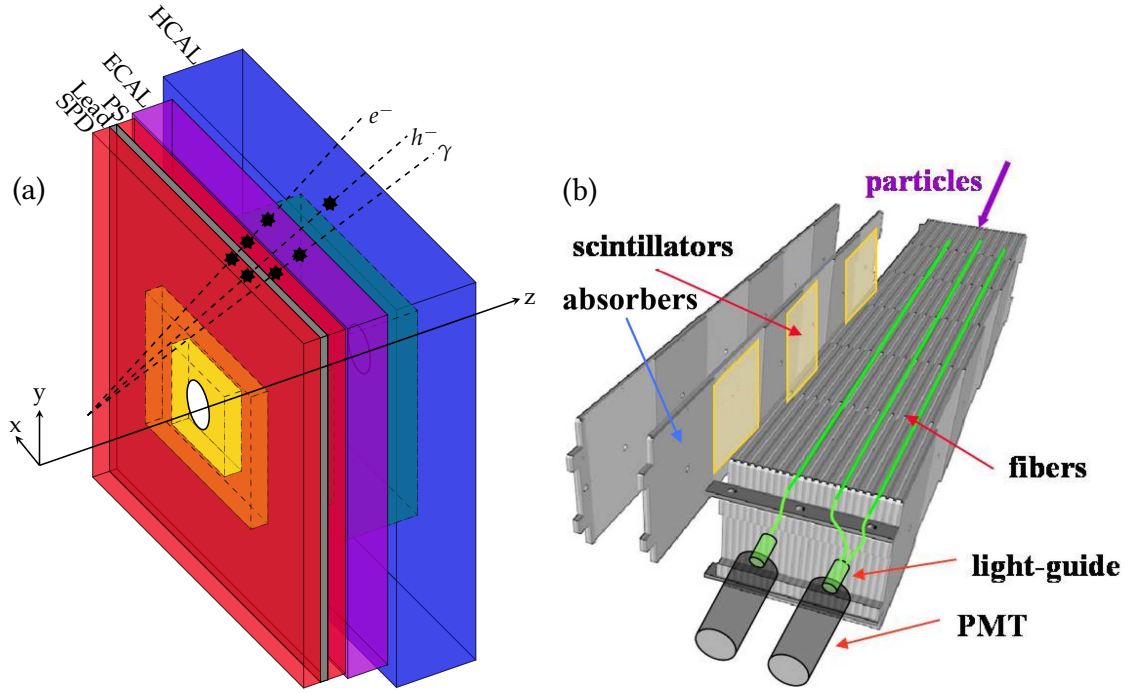 (a)
SPD
Lead
PS
ECAL
HCAL
e⁻
h⁻
γ
z
y
x
(b)
particles
scintillators
absorbers
fibers
light-guide
PMT